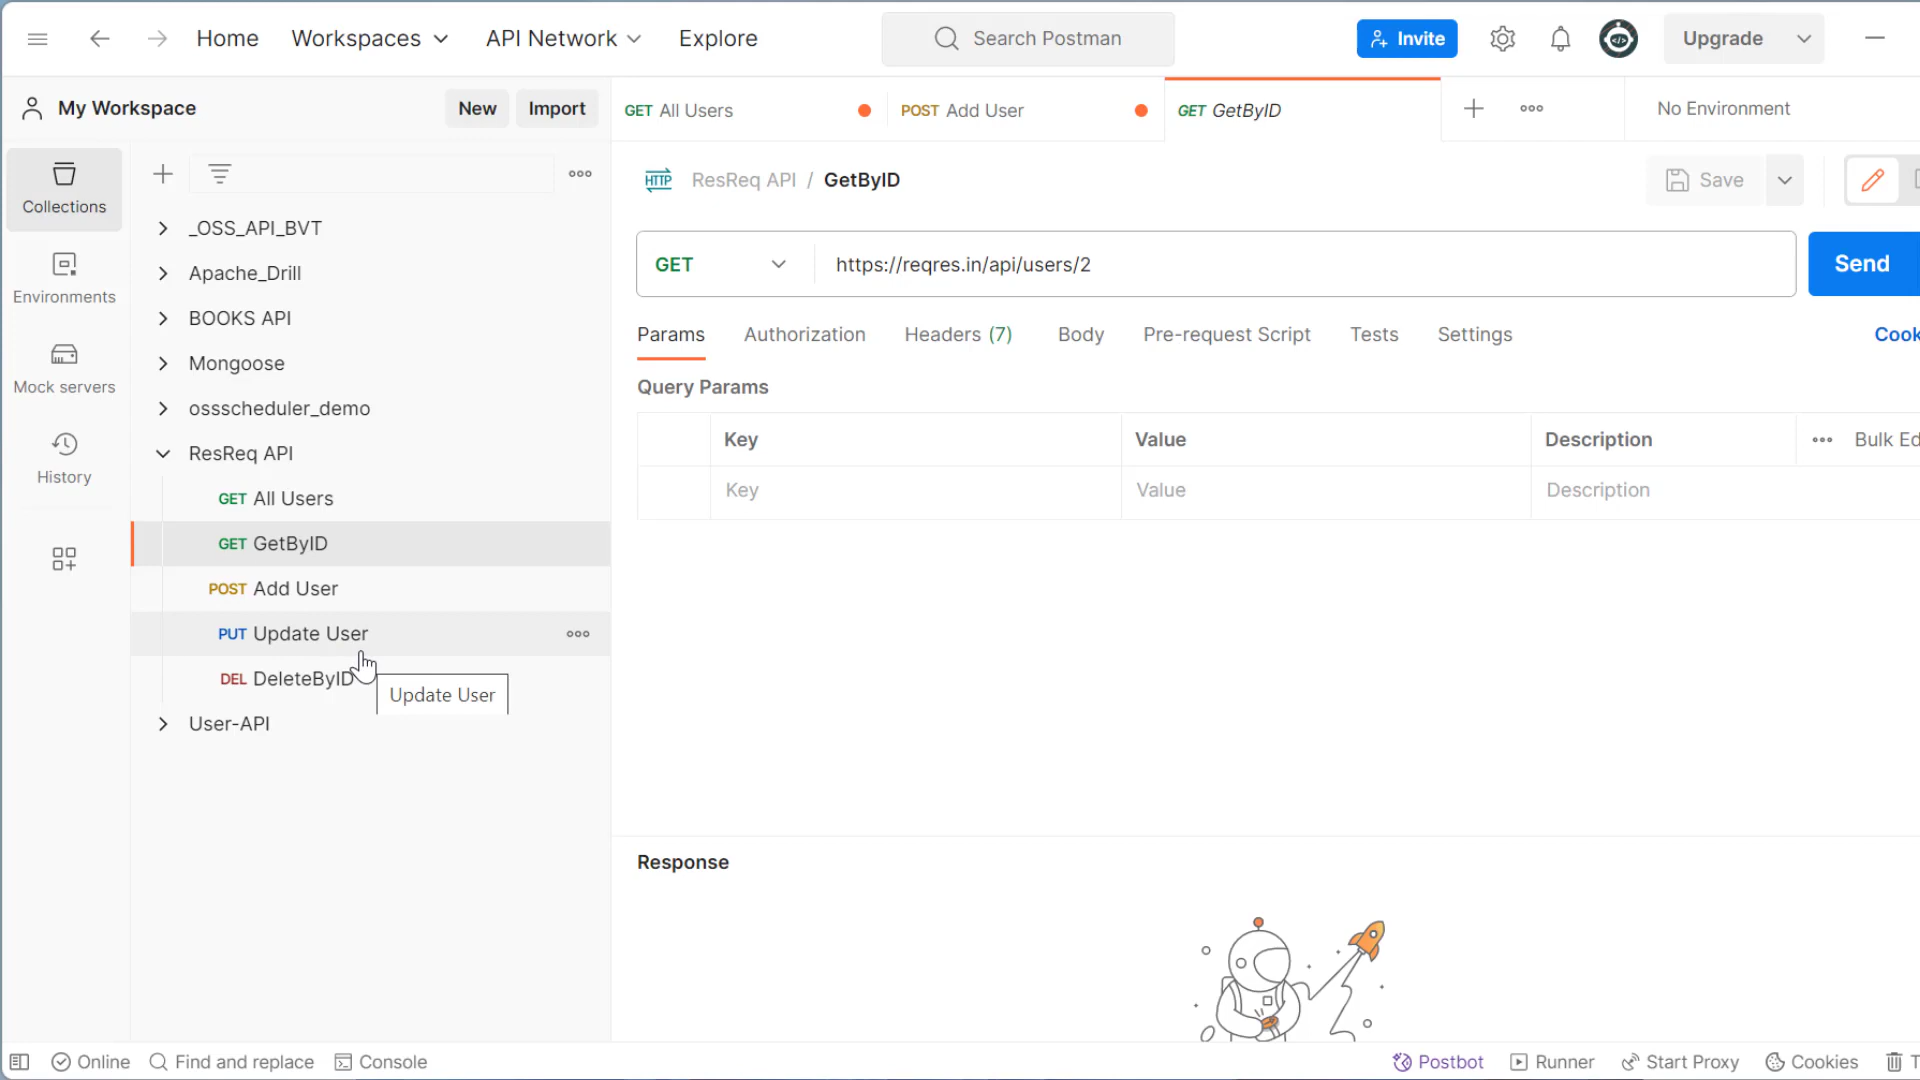 Home Workspaces API Network Explore Search Postman Invite Upgrade
My Workspace New Import GET All Users POST Add User GET GetByID No Environment
Collections
HTTP ResReq API / GetByID Save
_OSS_API_BVT
Apache_Drill
GET https://reqres.in/api/users/2 Send
Environments
BOOKS API
Mock servers
Mongoose
Params Authorization Headers (7) Body Pre-request Script Tests Settings Cook
Query Params
ossscheduler_demo
Key Value Description Bulk Ed
History
ResReq API
Key Value Description
GET All Users
GET GetByID
POST Add User
PUT Update User
DEL DeleteByID
Update User
User-API
Response
Online Find and replace Console Postbot Runner Start Proxy Cookies T